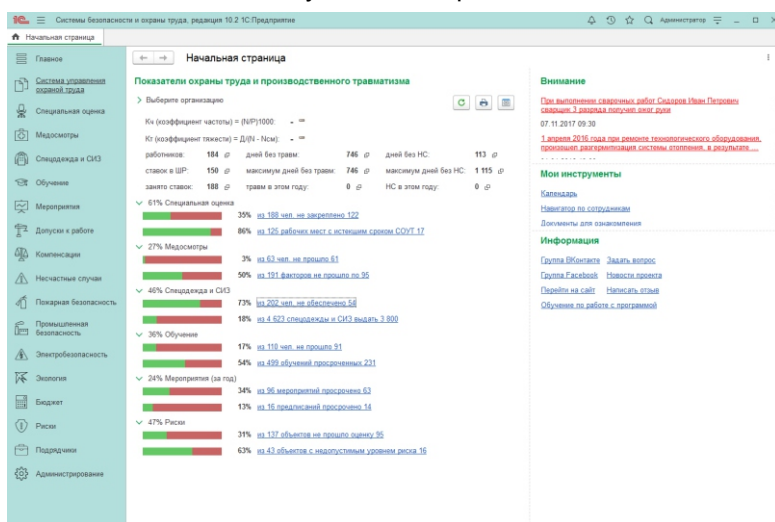 1С Системы безопасности и охраны труда, редакция 10.2 1С:Предприятие Администратор
Начальная страница
Главное
Система управления охраной труда
Специальная оценка
Медосмотры
Спецодежда и СИЗ
Обучение
Мероприятия
Допуски к работе
Компенсации
Несчастные случаи
Пожарная безопасность
Промышленная безопасность
Электробезопасность
Экология
Бюджет
Риски
Подрядчики
Администрирование
Начальная страница
Показатели охраны труда и производственного травматизма
Выберите организацию
Кч (коэффициент частоты) = (N/P)1000: - =
Кт (коэффициент тяжести) = Д/(N - Nсм): - =
работников: 184 дней без травм: 746 дней без НС: 113
ставок в ШР: 150 максимум дней без травм: 746 максимум дней без НС: 1 115
занято ставок: 188 травм в этом году: 0 НС в этом году: 0
61% Специальная оценка
35% из 188 чел. не закреплено 122
86% из 125 рабочих мест с истекшим сроком СОУТ 17
27% Медосмотры
3% из 63 чел. не прошло 61
50% из 191 факторов не прошло по 95
46% Спецодежда и СИЗ
73% из 202 чел. не обеспечено 54
18% из 4 623 спецодежды и СИЗ выдать 3 800
36% Обучение
17% из 110 чел. не прошло 91
54% из 499 обучений просроченных 231
24% Мероприятия (за год)
34% из 96 мероприятий просрочено 63
13% из 16 предписаний просрочено 14
47% Риски
31% из 137 объектов не прошло оценку 95
63% из 43 объектов с недопустимым уровнем риска 16
Внимание
При выполнении сварочных работ Сидоров Иван Петрович
сварщик 3 разряда получил ожог руки
07.11.2017 09:30
1 апреля 2016 года при ремонте технологического оборудования,
произошел разгермитизация системы отопления, в результате ...
Мои инструменты
Календарь
Навигатор по сотрудникам
Документы для ознакомления
Информация
Группа ВКонтакте Задать вопрос
Группа Facebook Новости проекта
Перейти на сайт Написать отзыв
Обучение по работе с программой